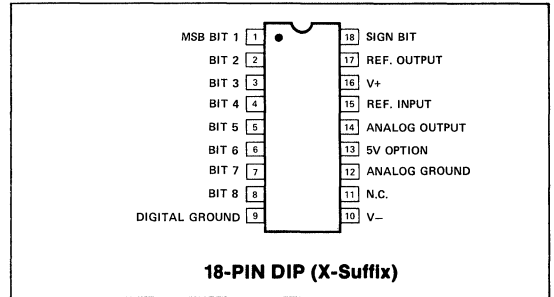 MSB BIT 1 1 18 SIGN BIT
BIT 2 2 17 REF. OUTPUT
BIT 3 3 16 V+
BIT 4 4 15 REF. INPUT
BIT 5 5 14 ANALOG OUTPUT
BIT 6 6 13 5V OPTION
BIT 7 7 12 ANALOG GROUND
BIT 8 8 11 N.C.
DIGITAL GROUND 9 10 V−
18-PIN DIP (X-Suffix)